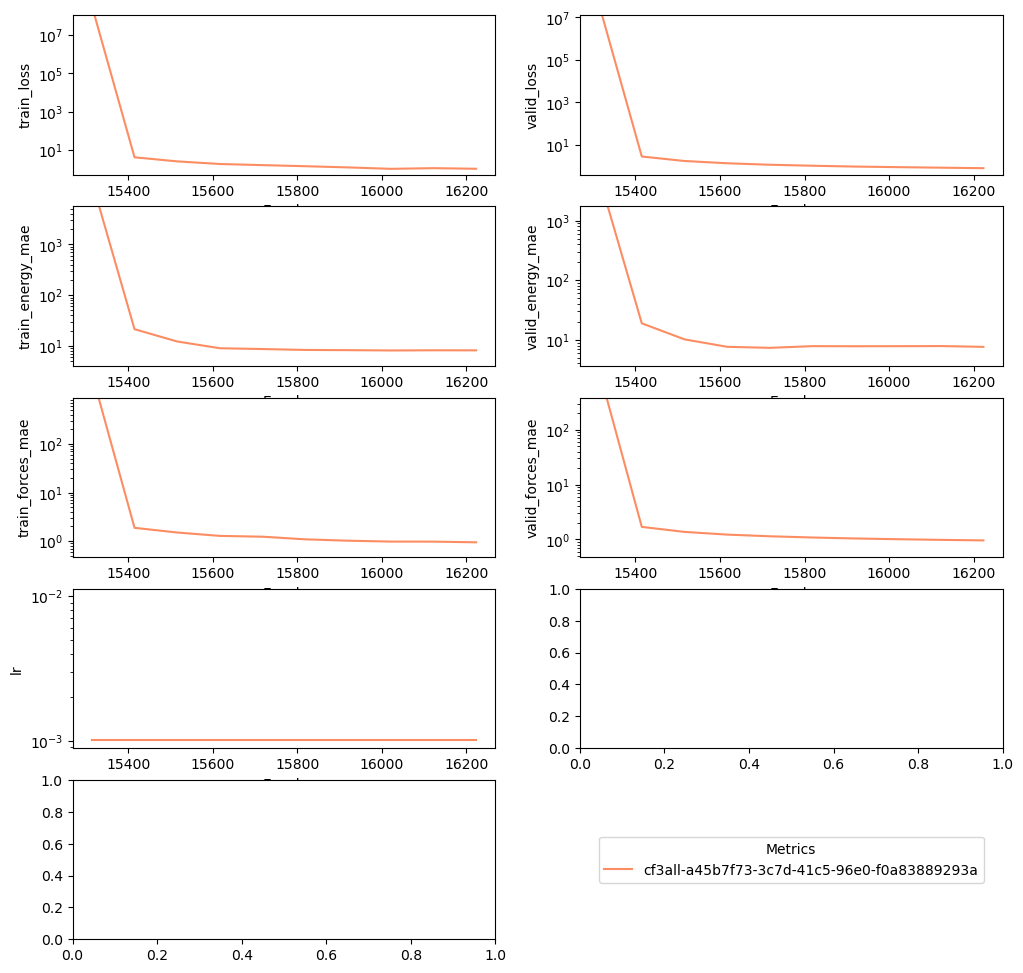 train_loss
10^7
10^5
10^3
10^1
15400 15600 15800 16000 16200
valid_loss
10^7
10^5
10^3
10^1
15400 15600 15800 16000 16200
train_energy_mae
10^3
10^2
10^1
15400 15600 15800 16000 16200
valid_energy_mae
10^3
10^2
10^1
15400 15600 15800 16000 16200
train_forces_mae
10^2
10^1
10^0
15400 15600 15800 16000 16200
valid_forces_mae
10^2
10^1
10^0
15400 15600 15800 16000 16200
lr
10^-2
10^-3
15400 15600 15800 16000 16200
1.0
0.8
0.6
0.4
0.2
0.0
0.0 0.2 0.4 0.6 0.8 1.0
1.0
0.8
0.6
0.4
0.2
0.0
0.0 0.2 0.4 0.6 0.8 1.0
Metrics
cf3all-a45b7f73-3c7d-41c5-96e0-f0a83889293a